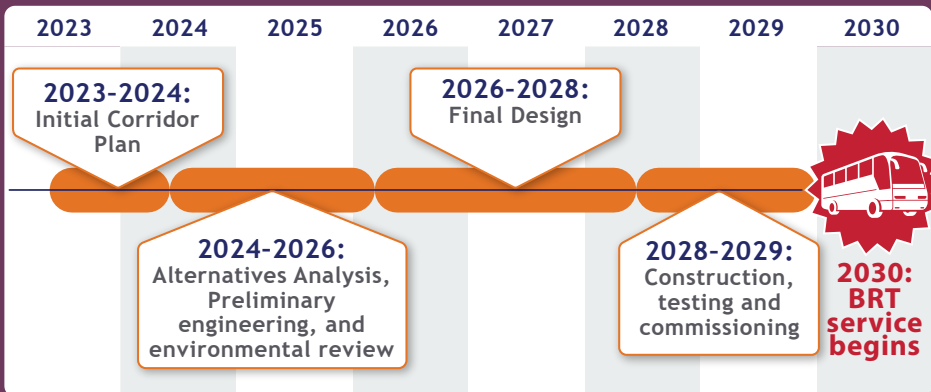 2023 2024 2025 2026 2027 2028 2029 2030
2023-2024:
Initial Corridor
Plan
2026-2028:
Final Design
2024-2026:
Alternatives Analysis,
Preliminary
engineering, and
environmental review
2028-2029:
Construction,
testing and
commissioning
2030:
BRT
service
begins